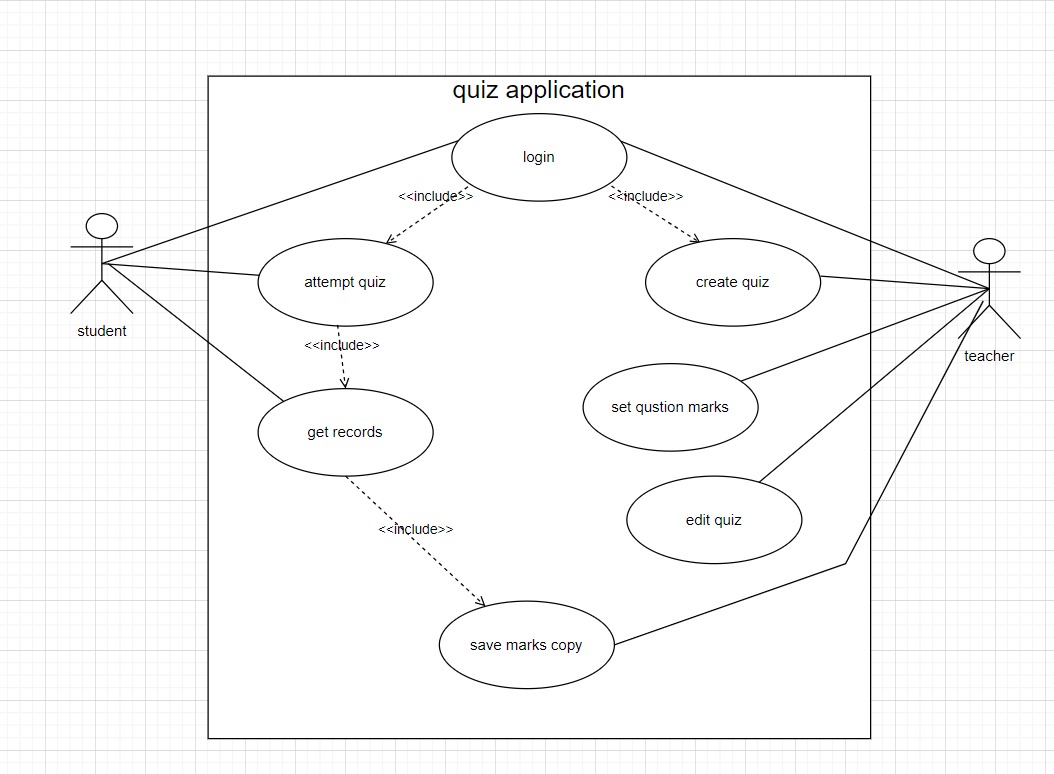 quiz application
login
<<include>>
<<include>>
attempt quiz
create quiz
student
<<include>>
teacher
set qustion marks
get records
edit quiz
<<include>>
save marks copy